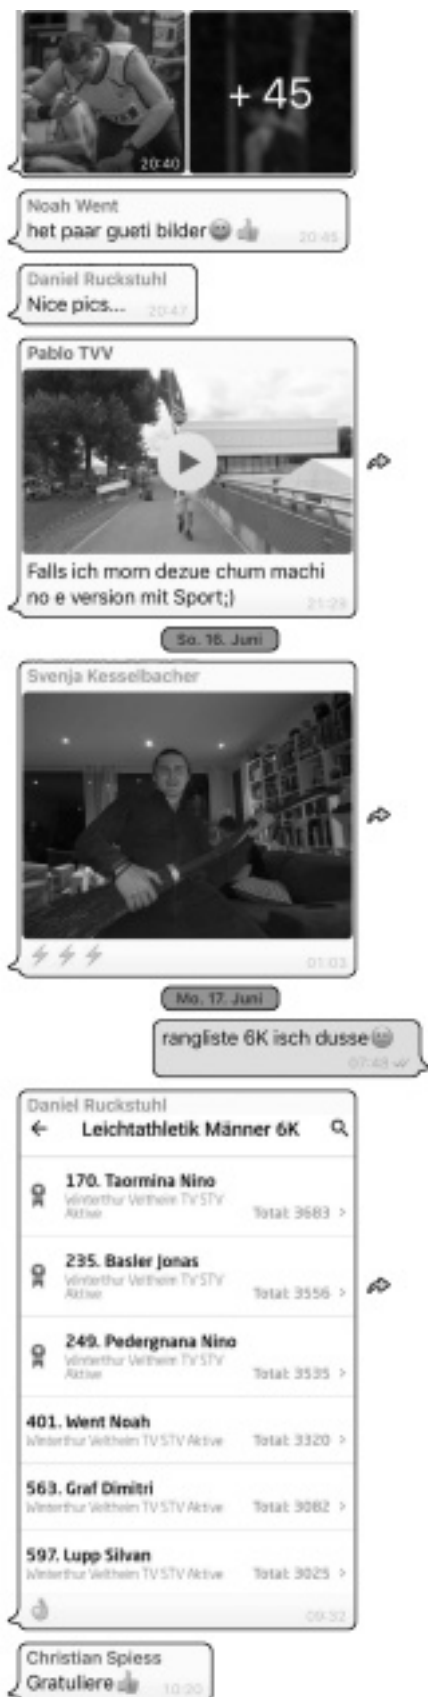 20:40
+ 45
Noah Went
het paar gueti bilder😄👍
20:45
Daniel Ruckstuhl
Nice pics...
20:47
Pablo TVV
Falls ich morn dezue chum machi
no e version mit Sport;)
21:29
So. 16. Juni
Svenja Kesselbacher
⚡⚡⚡
01:03
Mo. 17. Juni
rangliste 6K isch dusse😄
07:48
Daniel Ruckstuhl
← Leichtathletik Männer 6K
170. Taormina Nino
Winterthur Veltheim TV STV
Aktive
Total: 3683 >
235. Basler Jonas
Winterthur Veltheim TV STV
Aktive
Total: 3556 >
249. Pedergnana Nino
Winterthur Veltheim TV STV
Aktive
Total: 3535 >
401. Went Noah
Winterthur Veltheim TV STV Aktive Total: 3320 >
563. Graf Dimitri
Winterthur Veltheim TV STV Aktive Total: 3082 >
597. Lupp Silvan
Winterthur Veltheim TV STV Aktive Total: 3025 >
👌
09:32
Christian Spiess
Gratuliere👍
10:20